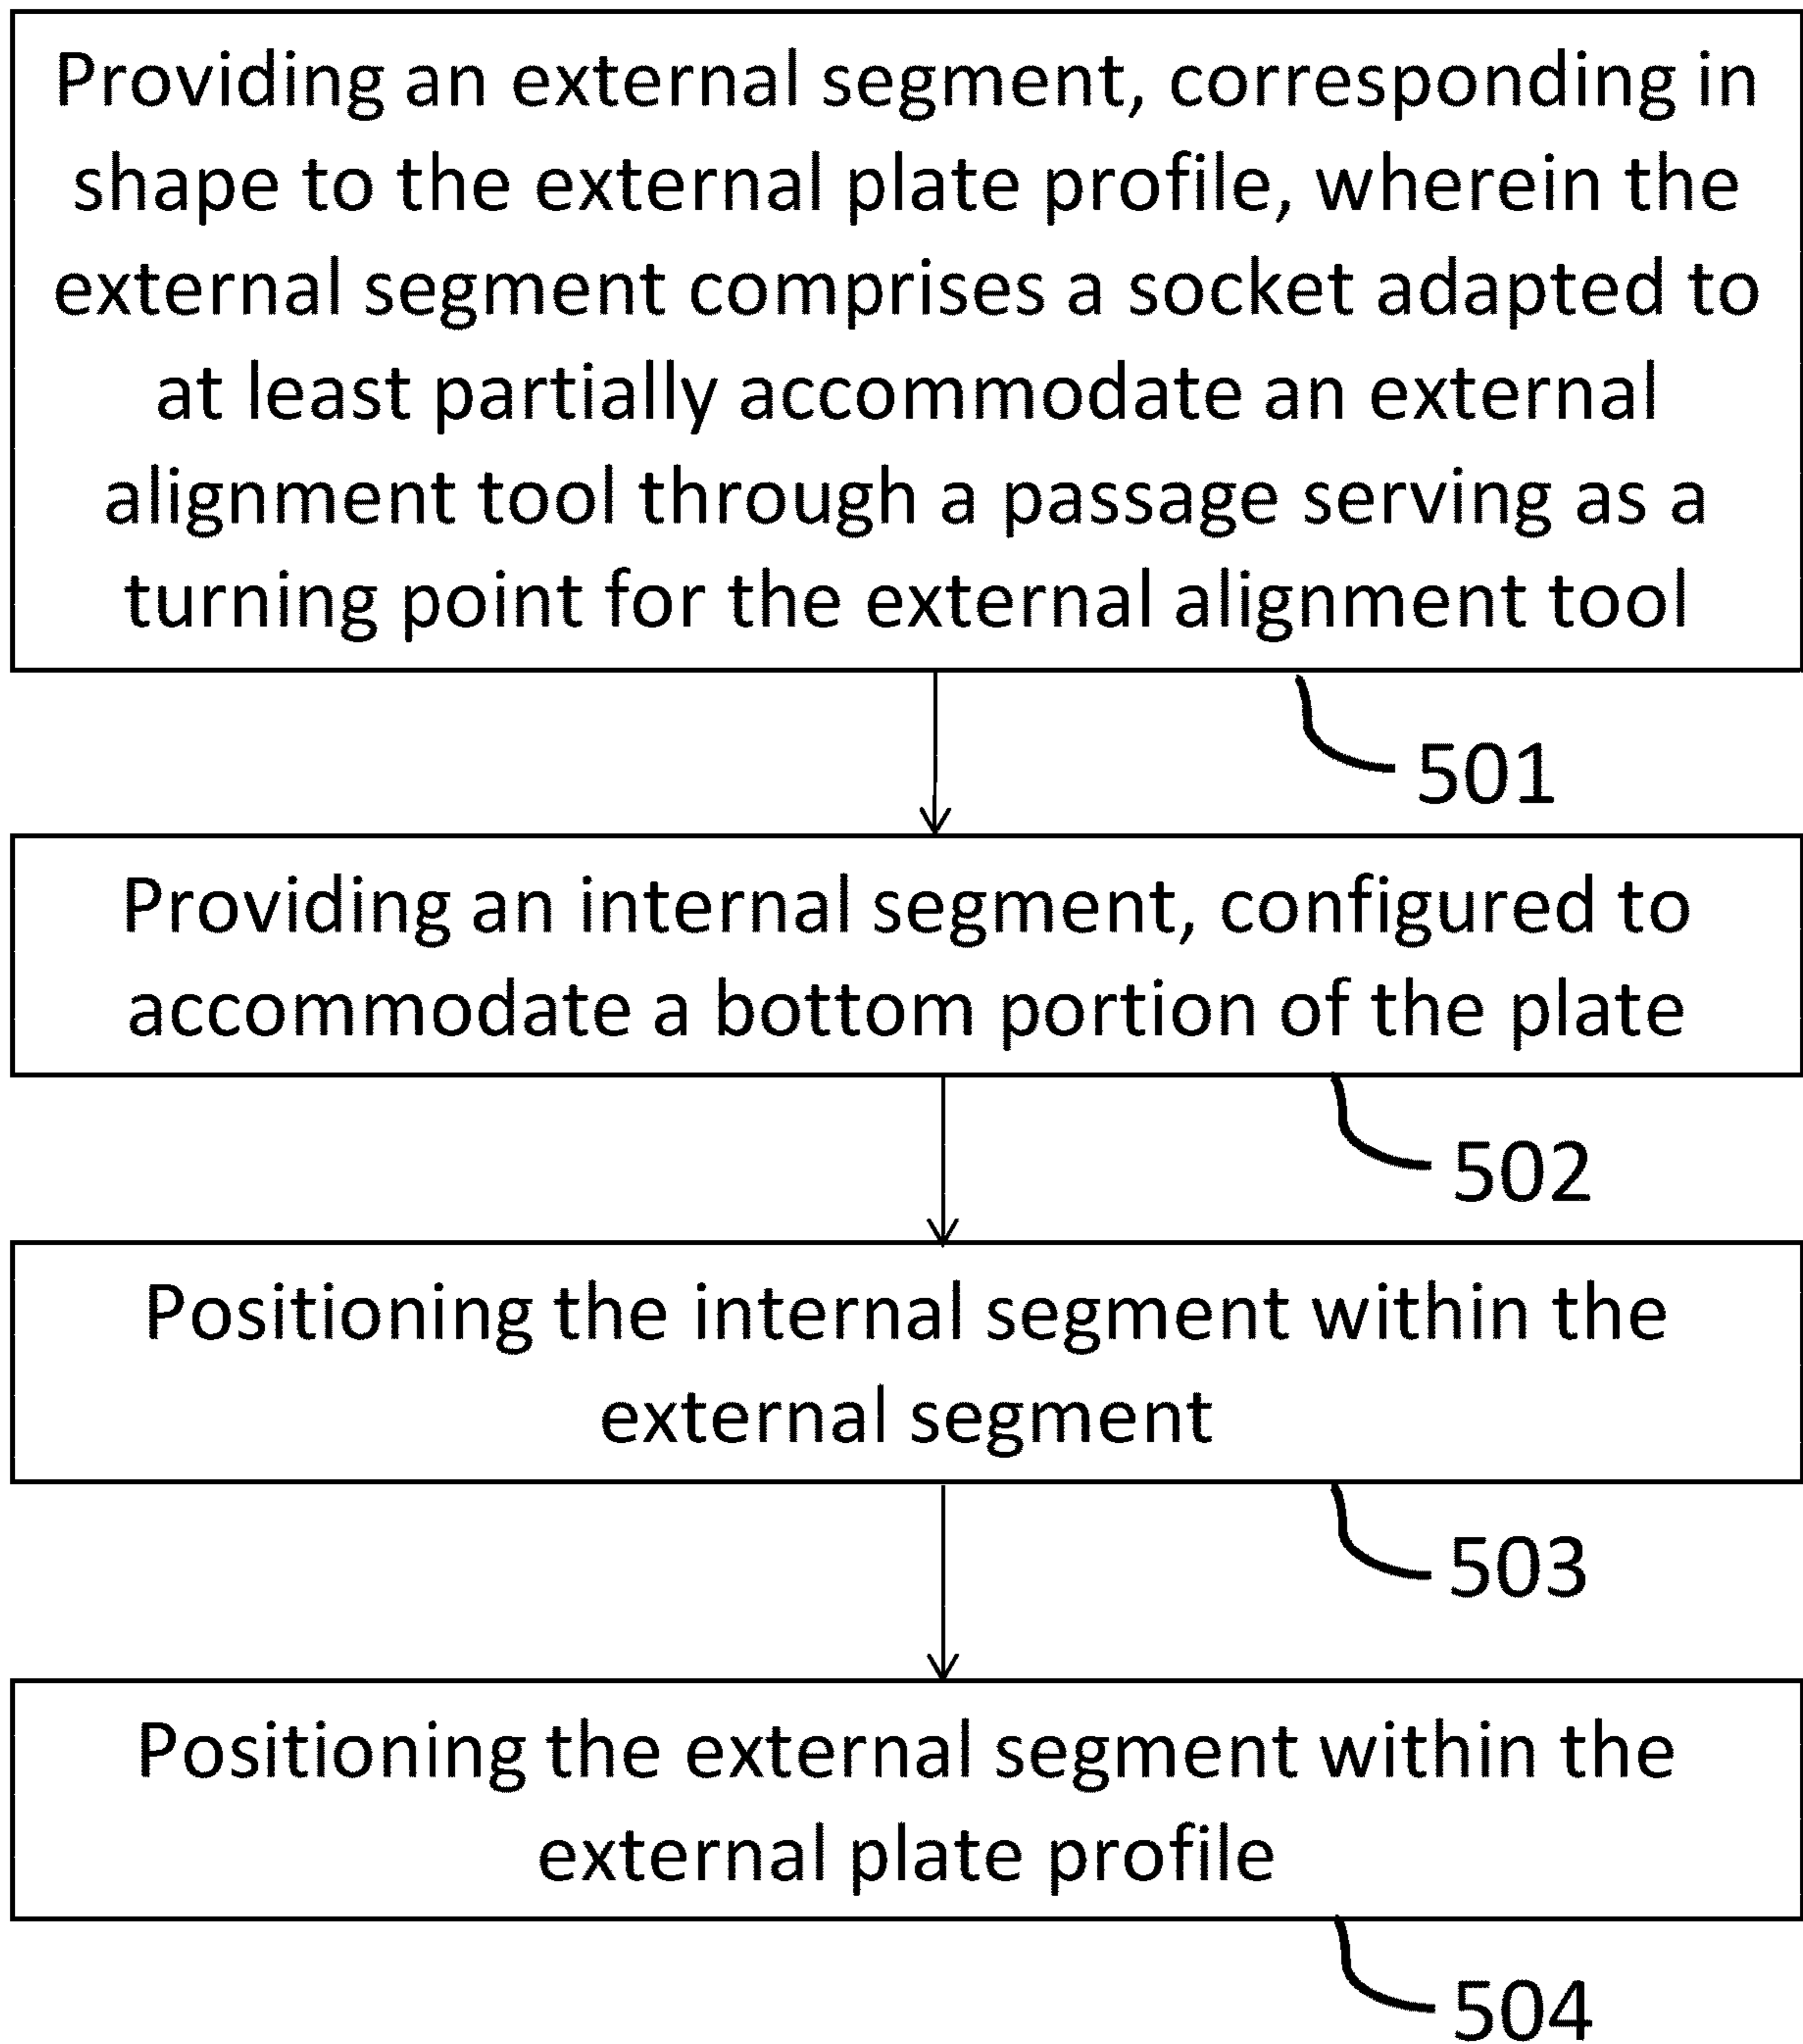 Providing an external segment, corresponding in
shape to the external plate profile, wherein the
external segment comprises a socket adapted to
at least partially accommodate an external
alignment tool through a passage serving as a
turning point for the external alignment tool
501
Providing an internal segment, configured to
accommodate a bottom portion of the plate
502
Positioning the internal segment within the
external segment
503
Positioning the external segment within the
external plate profile
504